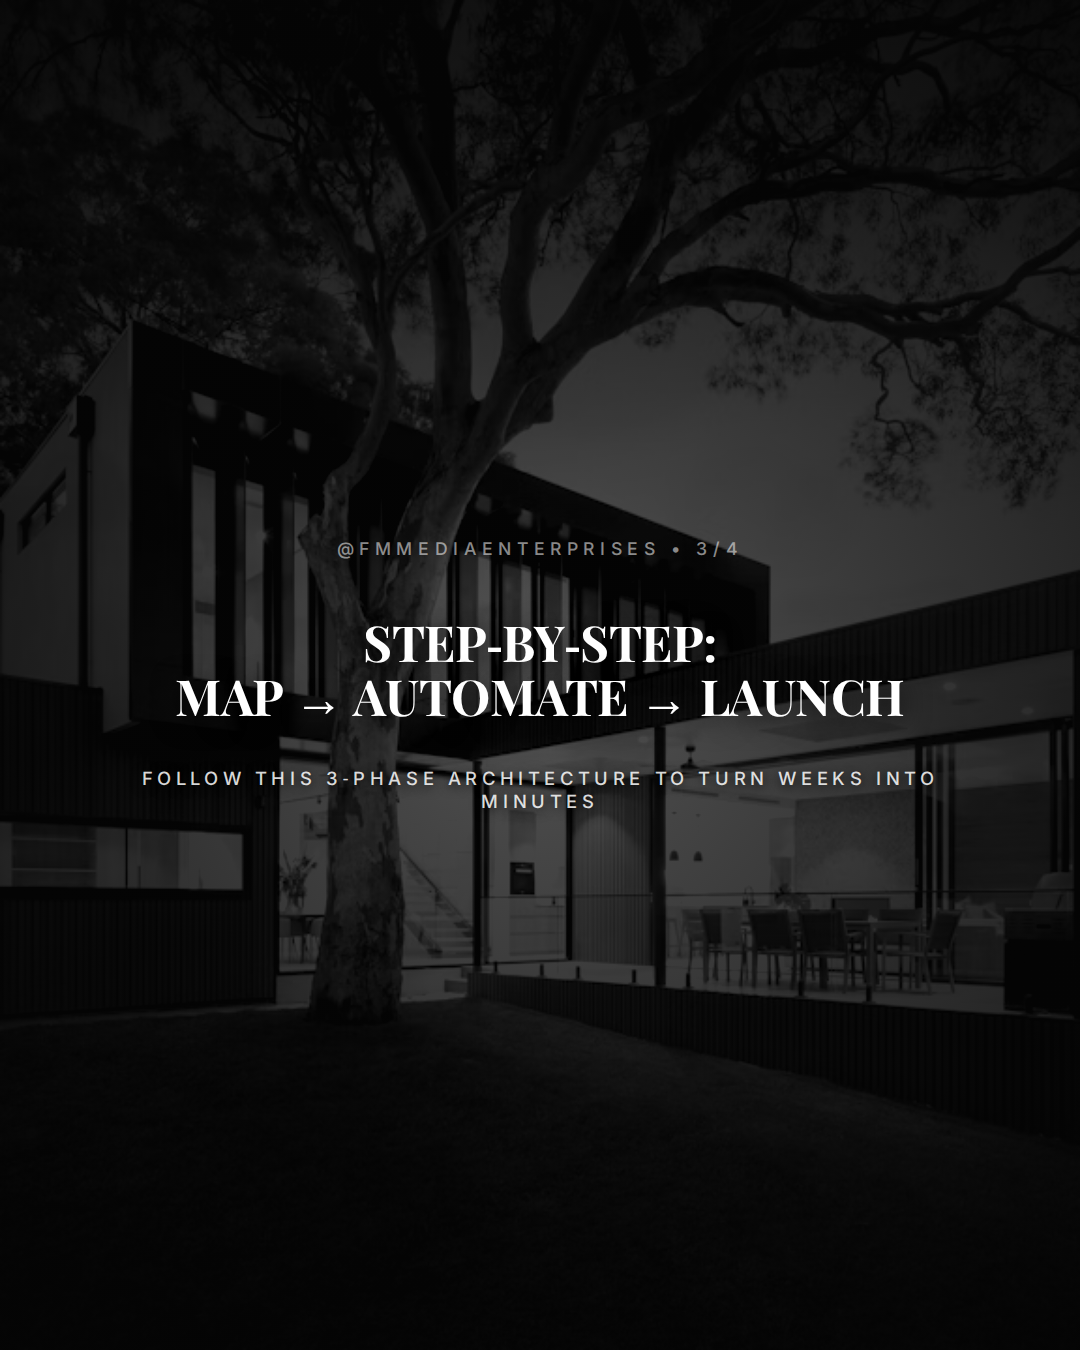 @FMMEDIAENTERPRISES • 3/4
STEP-BY-STEP:
MAP → AUTOMATE → LAUNCH
FOLLOW THIS 3-PHASE ARCHITECTURE TO TURN WEEKS INTO
MINUTES